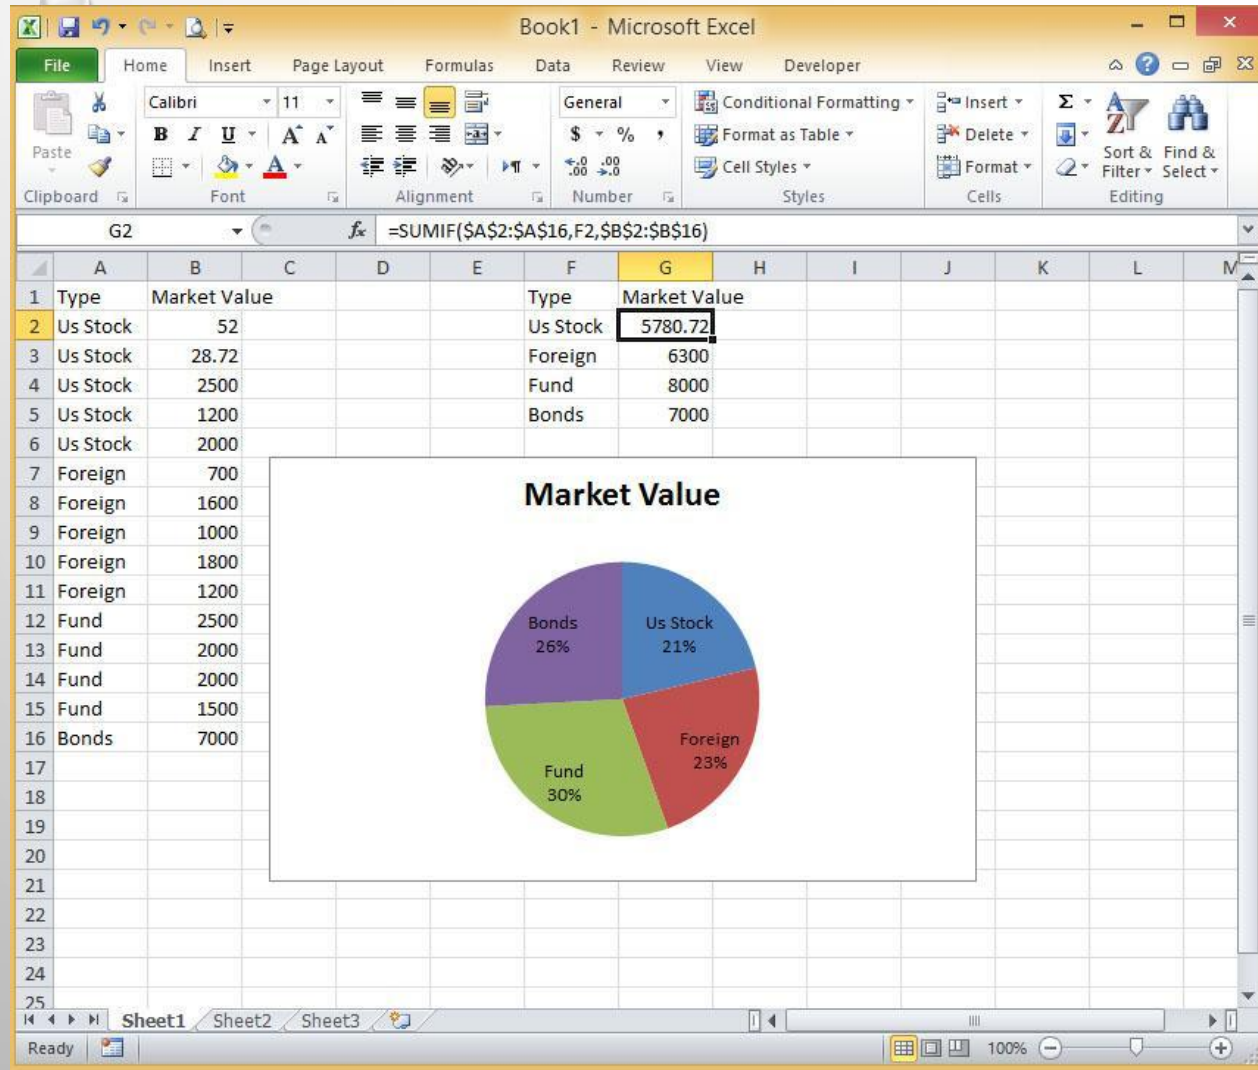 Book1 - Microsoft Excel
File Home Insert Page Layout Formulas Data Review View Developer
Calibri 11 General Conditional Formatting Insert Σ
Paste B I U A A $ % , Format as Table Delete Sort & Find &
A .00 .0 Cell Styles Format Filter Select
Clipboard Font Alignment Number Styles Cells Editing
G2 fx =SUMIF($A$2:$A$16,F2,$B$2:$B$16)
A B C D E F G H I J K L M
1 Type Market Value Type Market Value
2 Us Stock 52 Us Stock 5780.72
3 Us Stock 28.72 Foreign 6300
4 Us Stock 2500 Fund 8000
5 Us Stock 1200 Bonds 7000
6 Us Stock 2000
7 Foreign 700
8 Foreign 1600
9 Foreign 1000
10 Foreign 1800
11 Foreign 1200
12 Fund 2500
13 Fund 2000
14 Fund 2000
15 Fund 1500
16 Bonds 7000
17
18
19
20
21
22
23
24
25
Market Value
Bonds
26%
Us Stock
21%
Foreign
23%
Fund
30%
Sheet1 Sheet2 Sheet3
Ready 100%